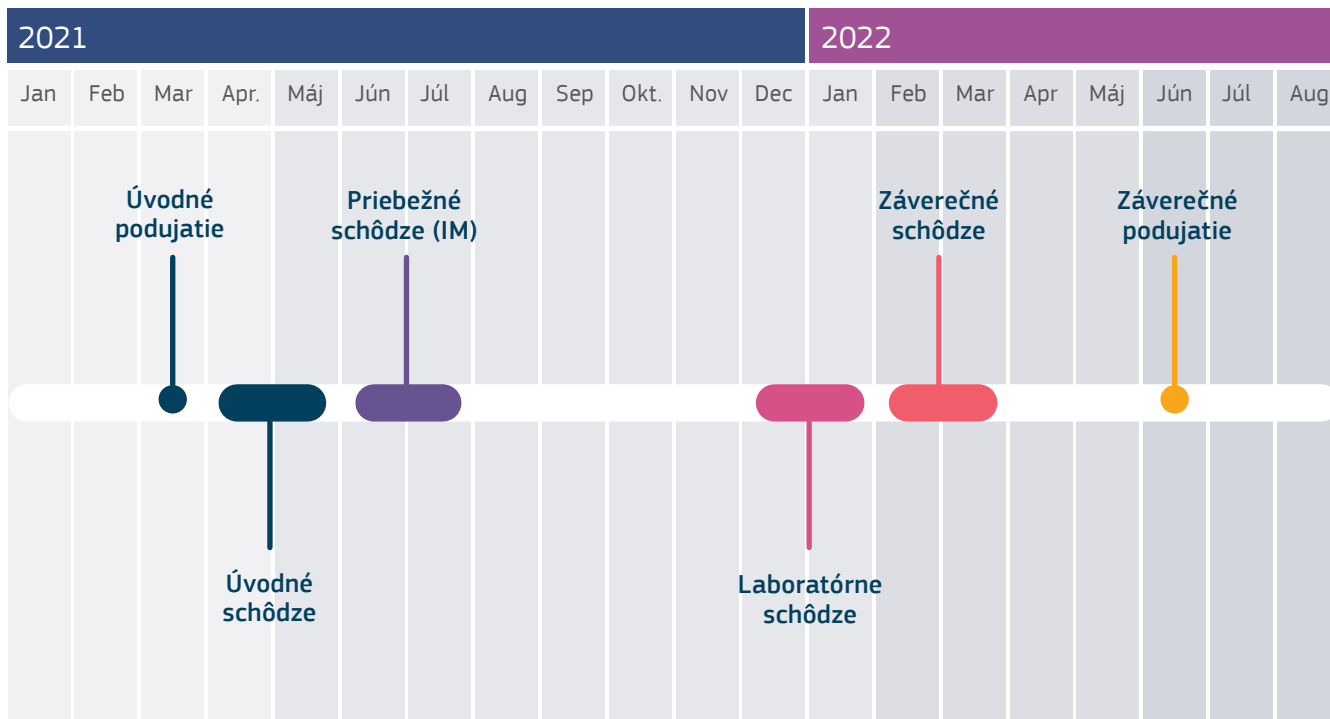 2021 2022
Jan Feb Mar Apr. Máj Jún Júl Aug Sep Okt. Nov Dec Jan Feb Mar Apr Máj Jún Júl Aug
Úvodné
podujatie
Priebežné
schôdze (IM)
Záverečné
schôdze
Záverečné
podujatie
Úvodné
schôdze
Laboratórne
schôdze